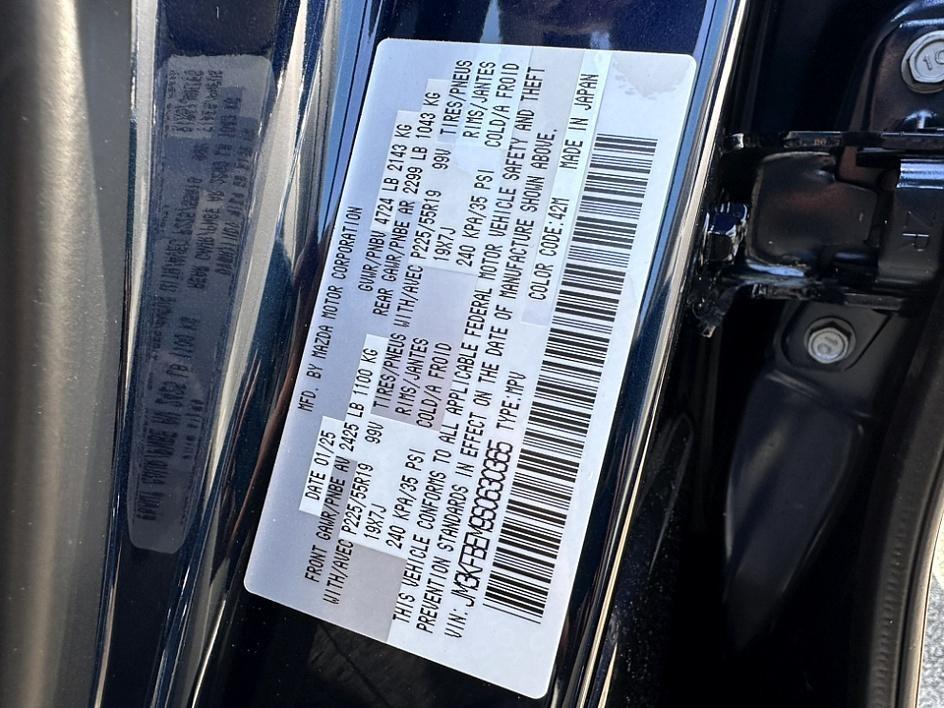 MFD. BY MAZDA MOTOR CORPORATION
DATE 01/25 GVWR/PNBV 4724 LB 2143 KG
FRONT GAWR/PNBE AV 2425 LB 1100 KG REAR GAWR/PNBE AR 2299 LB 1043 KG
WITH/AVEC P225/55R19 99V TIRES/PNEUS WITH/AVEC P225/55R19 99V TIRES/PNEUS
19X7J RIMS/JANTES 19X7J RIMS/JANTES
240 KPA/35 PSI COLD/A FROID 240 KPA/35 PSI COLD/A FROID
THIS VEHICLE CONFORMS TO ALL APPLICABLE FEDERAL MOTOR VEHICLE SAFETY AND THEFT
PREVENTION STANDARDS IN EFFECT ON THE DATE OF MANUFACTURE SHOWN ABOVE.
VIN: TYPE:MPV COLOR CODE:42M MADE IN JAPAN